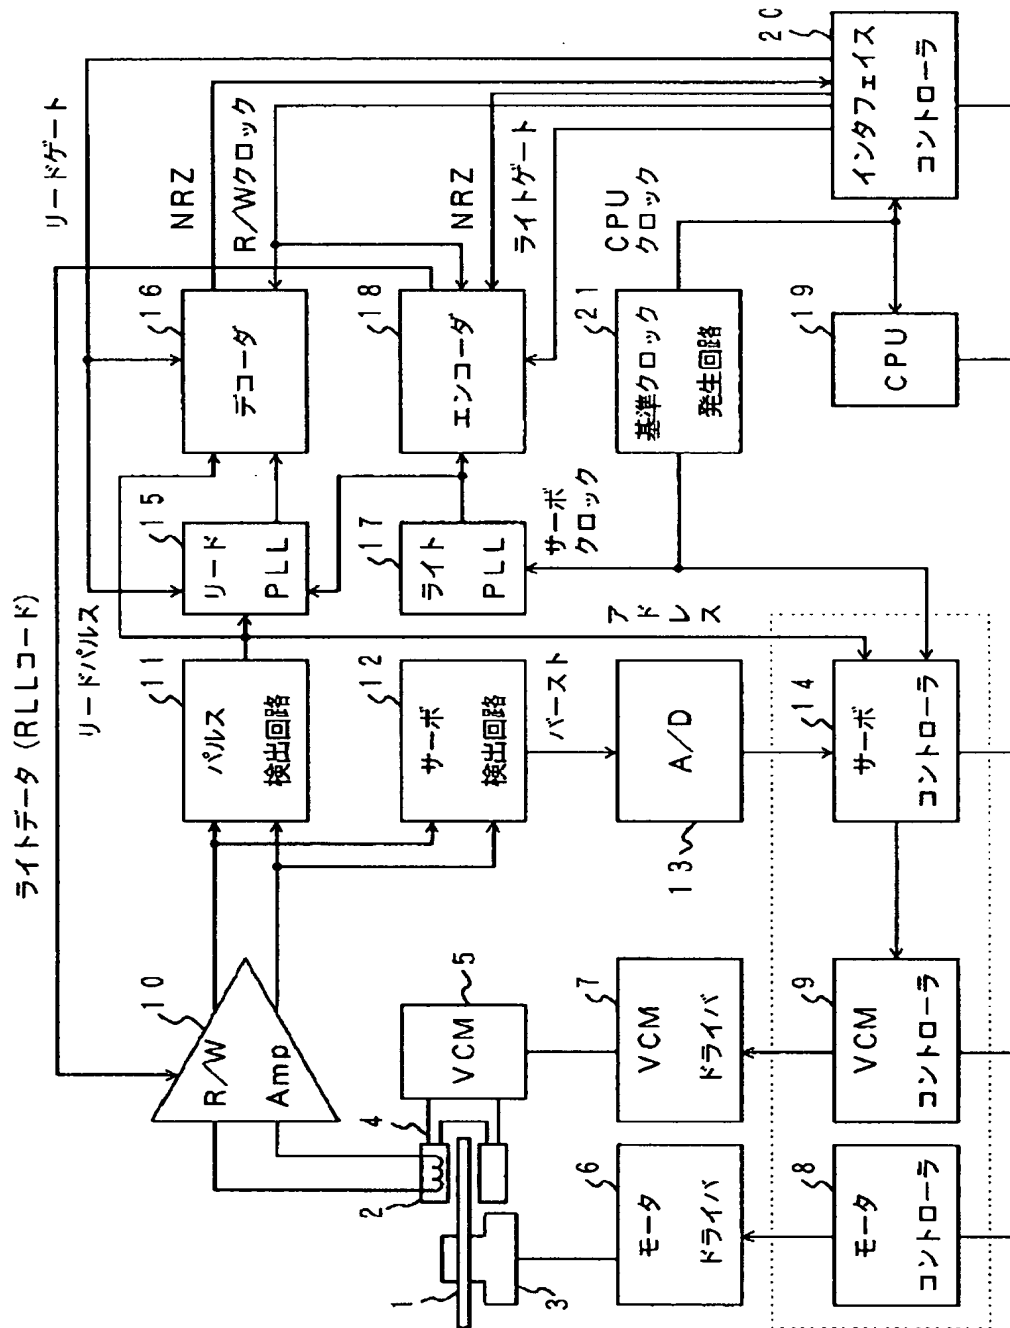 ライトデータ(RLLコード)
リードゲート
リードパルス
NRZ
R/Wクロック
10
R/W
Amp
11
パルス
検出回路
15
リード
PLL
16
デコーダ
NRZ
ライトゲート
2
4
5
VCM
12
サーボ
検出回路
17
ライト
PLL
18
エンコーダ
1
3
バースト
アドレス
サーボ
クロック
CPU
クロック
6
モータ
ドライバ
7
VCM
ドライバ
13
A/D
21
基準クロック
発生回路
8
モータ
コントローラ
9
VCM
コントローラ
14
サーボ
コントローラ
19
CPU
20
インタフェイス
コントローラ